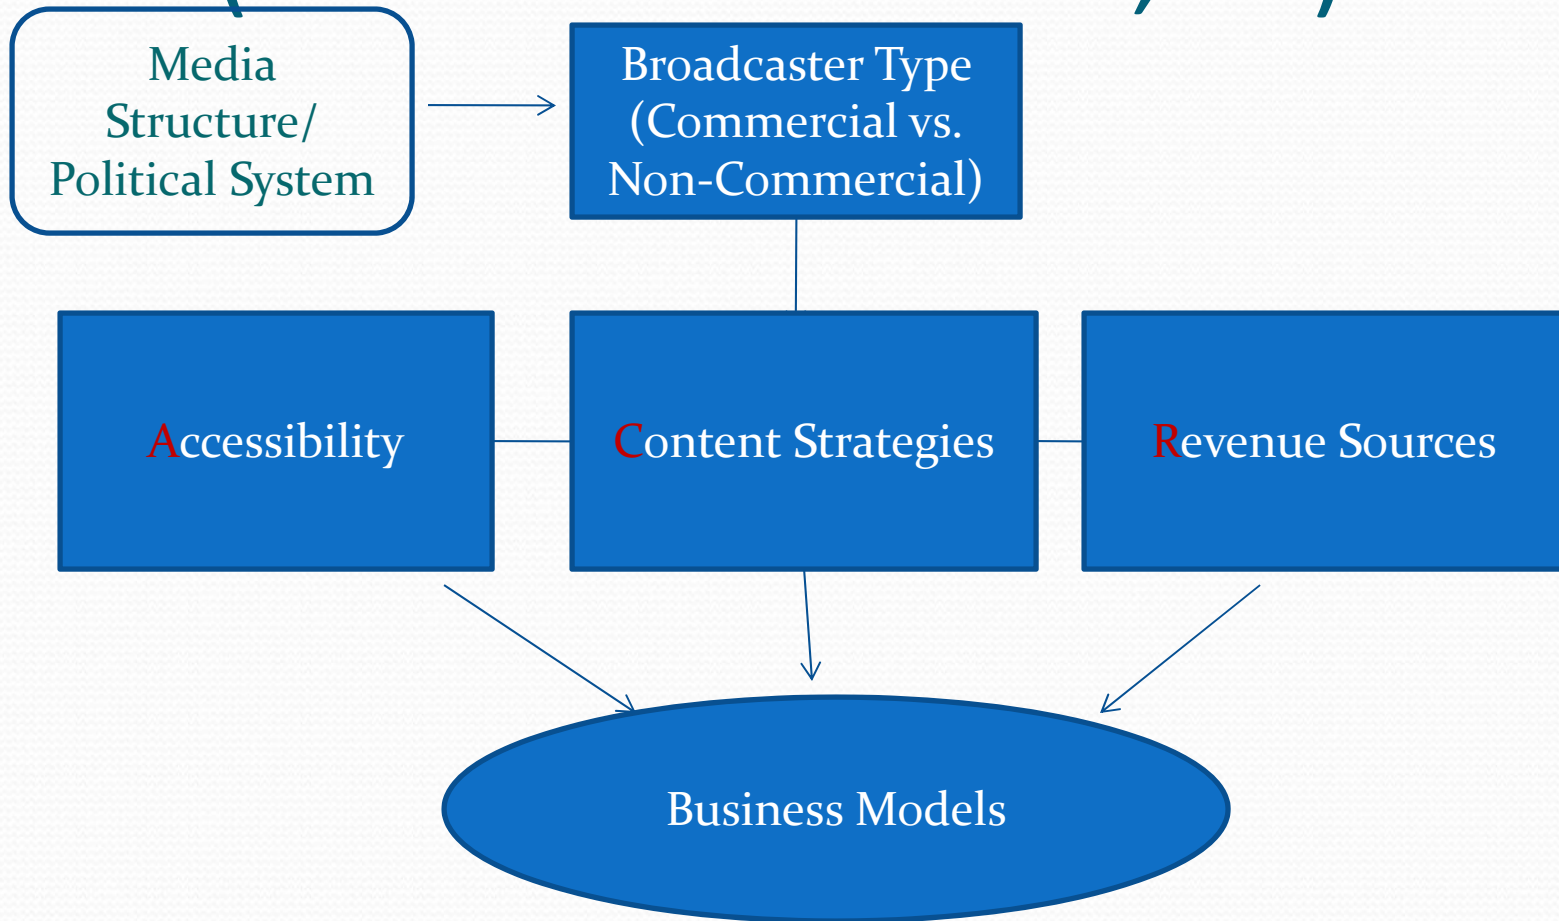 Media
Structure/
Political System
Broadcaster Type
(Commercial vs.
Non-Commercial)
Accessibility
Content Strategies
Revenue Sources
Business Models